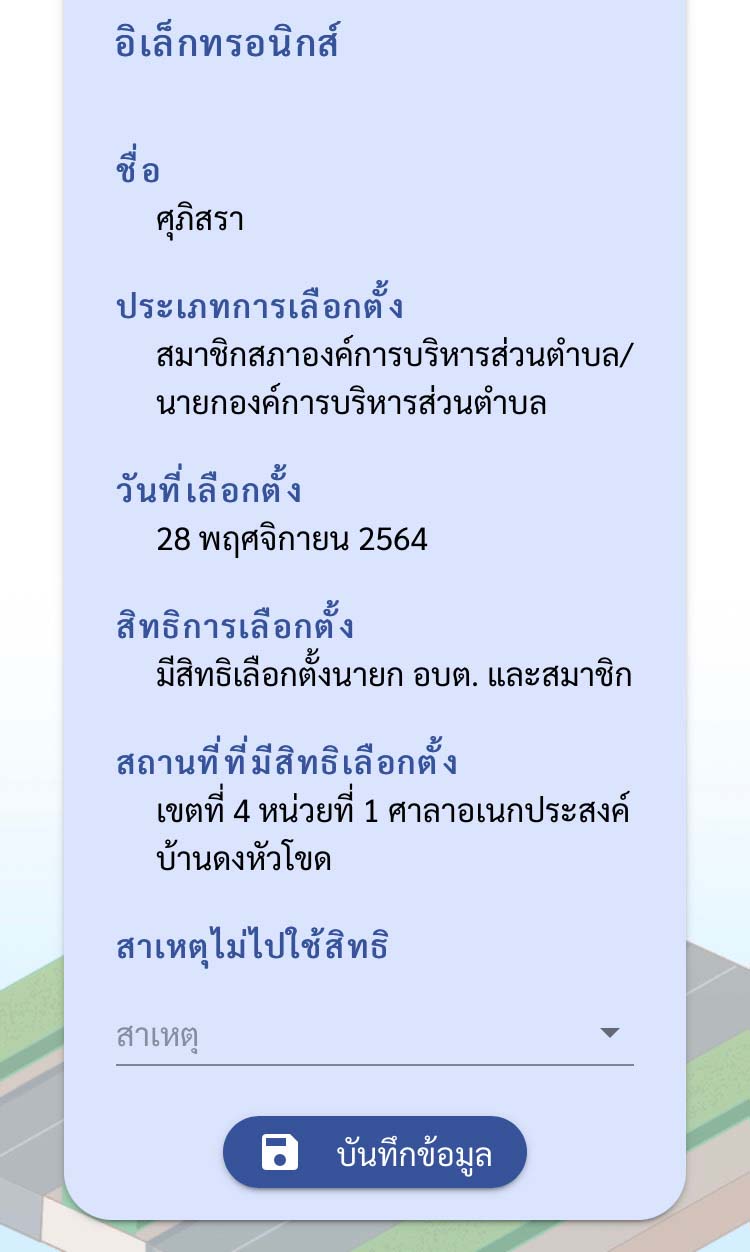 อิเล็กทรอนิกส์
ชื่อ
ศุภิสรา
ประเภทการเลือกตั้ง
สมาชิกสภาองค์การบริหารส่วนตำบล/
นายกองค์การบริหารส่วนตำบล
วันที่เลือกตั้ง
28 พฤศจิกายน 2564
สิทธิการเลือกตั้ง
มีสิทธิเลือกตั้งนายก อบต. และสมาชิก
สถานที่ที่มีสิทธิเลือกตั้ง
เขตที่ 4 หน่วยที่ 1 ศาลาอเนกประสงค์
บ้านดงหัวโขด
สาเหตุไม่ไปใช้สิทธิ
สาเหตุ
บันทึกข้อมูล